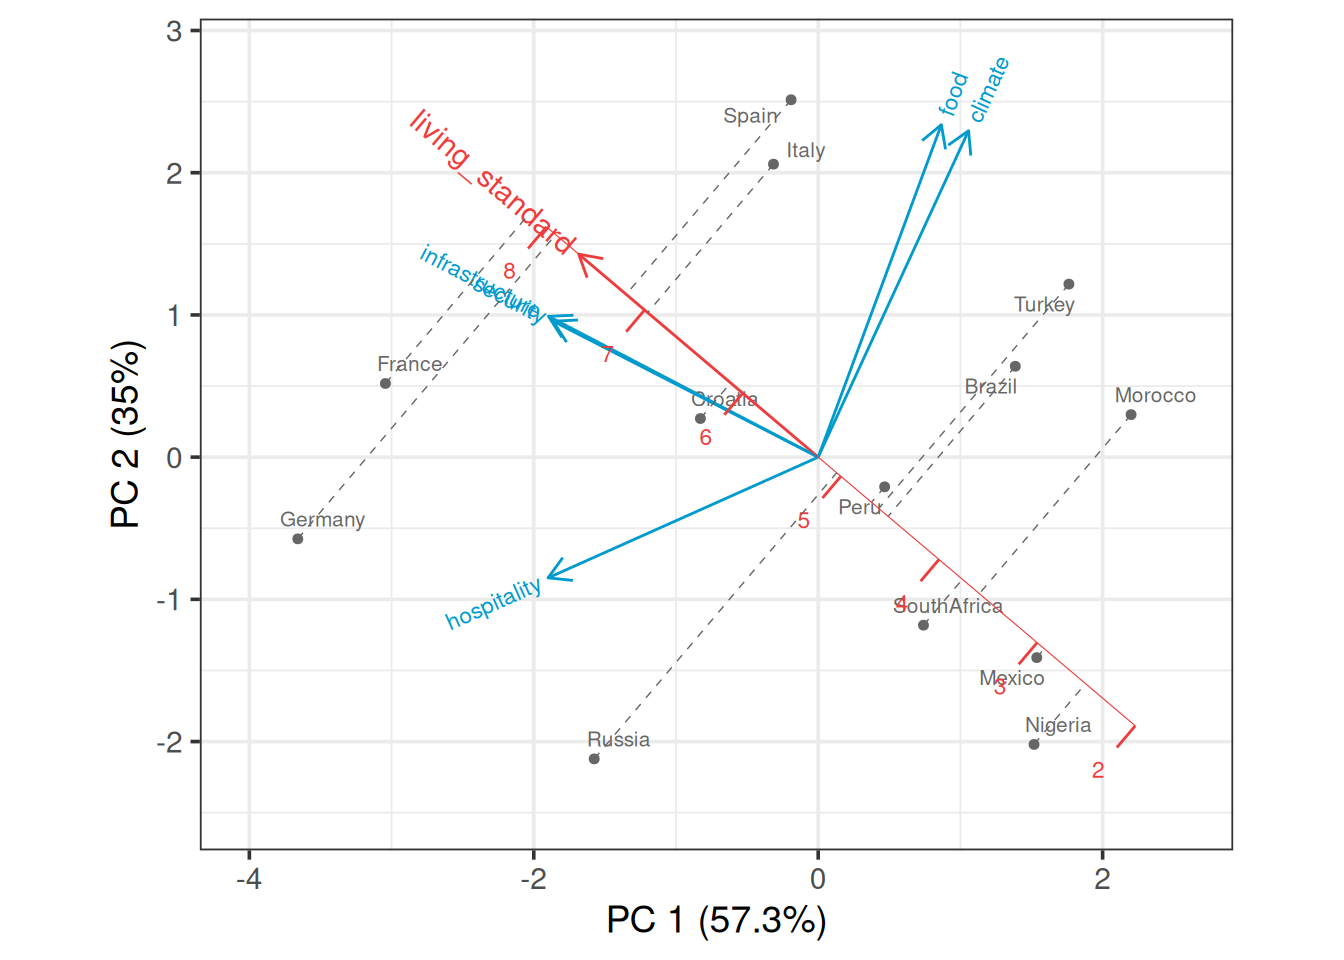 3
food
climate
living_standard
Spain
Italy
2
infrastructure
security
8
Turkey
1
7
France
Brazil
Morocco
Croatia
6
PC 2 (35%)
0
Peru
5
Germany
hospitality
-1
4
SouthAfrica
Mexico
3
Nigeria
Russia
-2
2
-4
-2
0
2
PC 1 (57.3%)